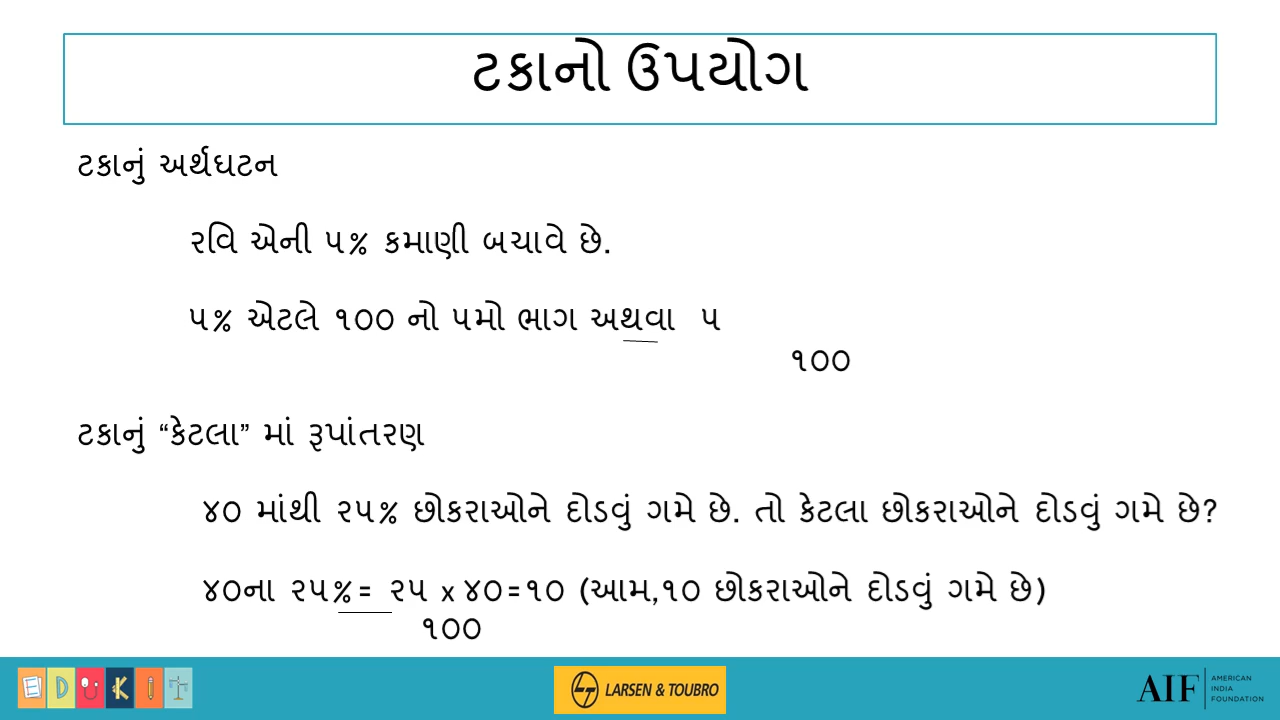 ટકાનો ઉપયોગ
ટકાનું અર્થઘટન
રવિ એની ૫% કમાણી બચાવે છે.
૫% એટલે ૧૦૦ નો ૫મો ભાગ અથવા ૫
૧૦૦
ટકાનું “કેટલા” માં રૂપાંતરણ
૪૦ માંથી ૨૫% છોકરાઓને દોડવું ગમે છે. તો કેટલા છોકરાઓને દોડવું ગમે છે?
૪૦ના ૨૫%= ૨૫ x ૪૦=૧૦ (આમ,૧૦ છોકરાઓને દોડવું ગમે છે)
૧૦૦
EDUKIT
LARSEN & TOUBRO
AIF AMERICAN
INDIA
FOUNDATION